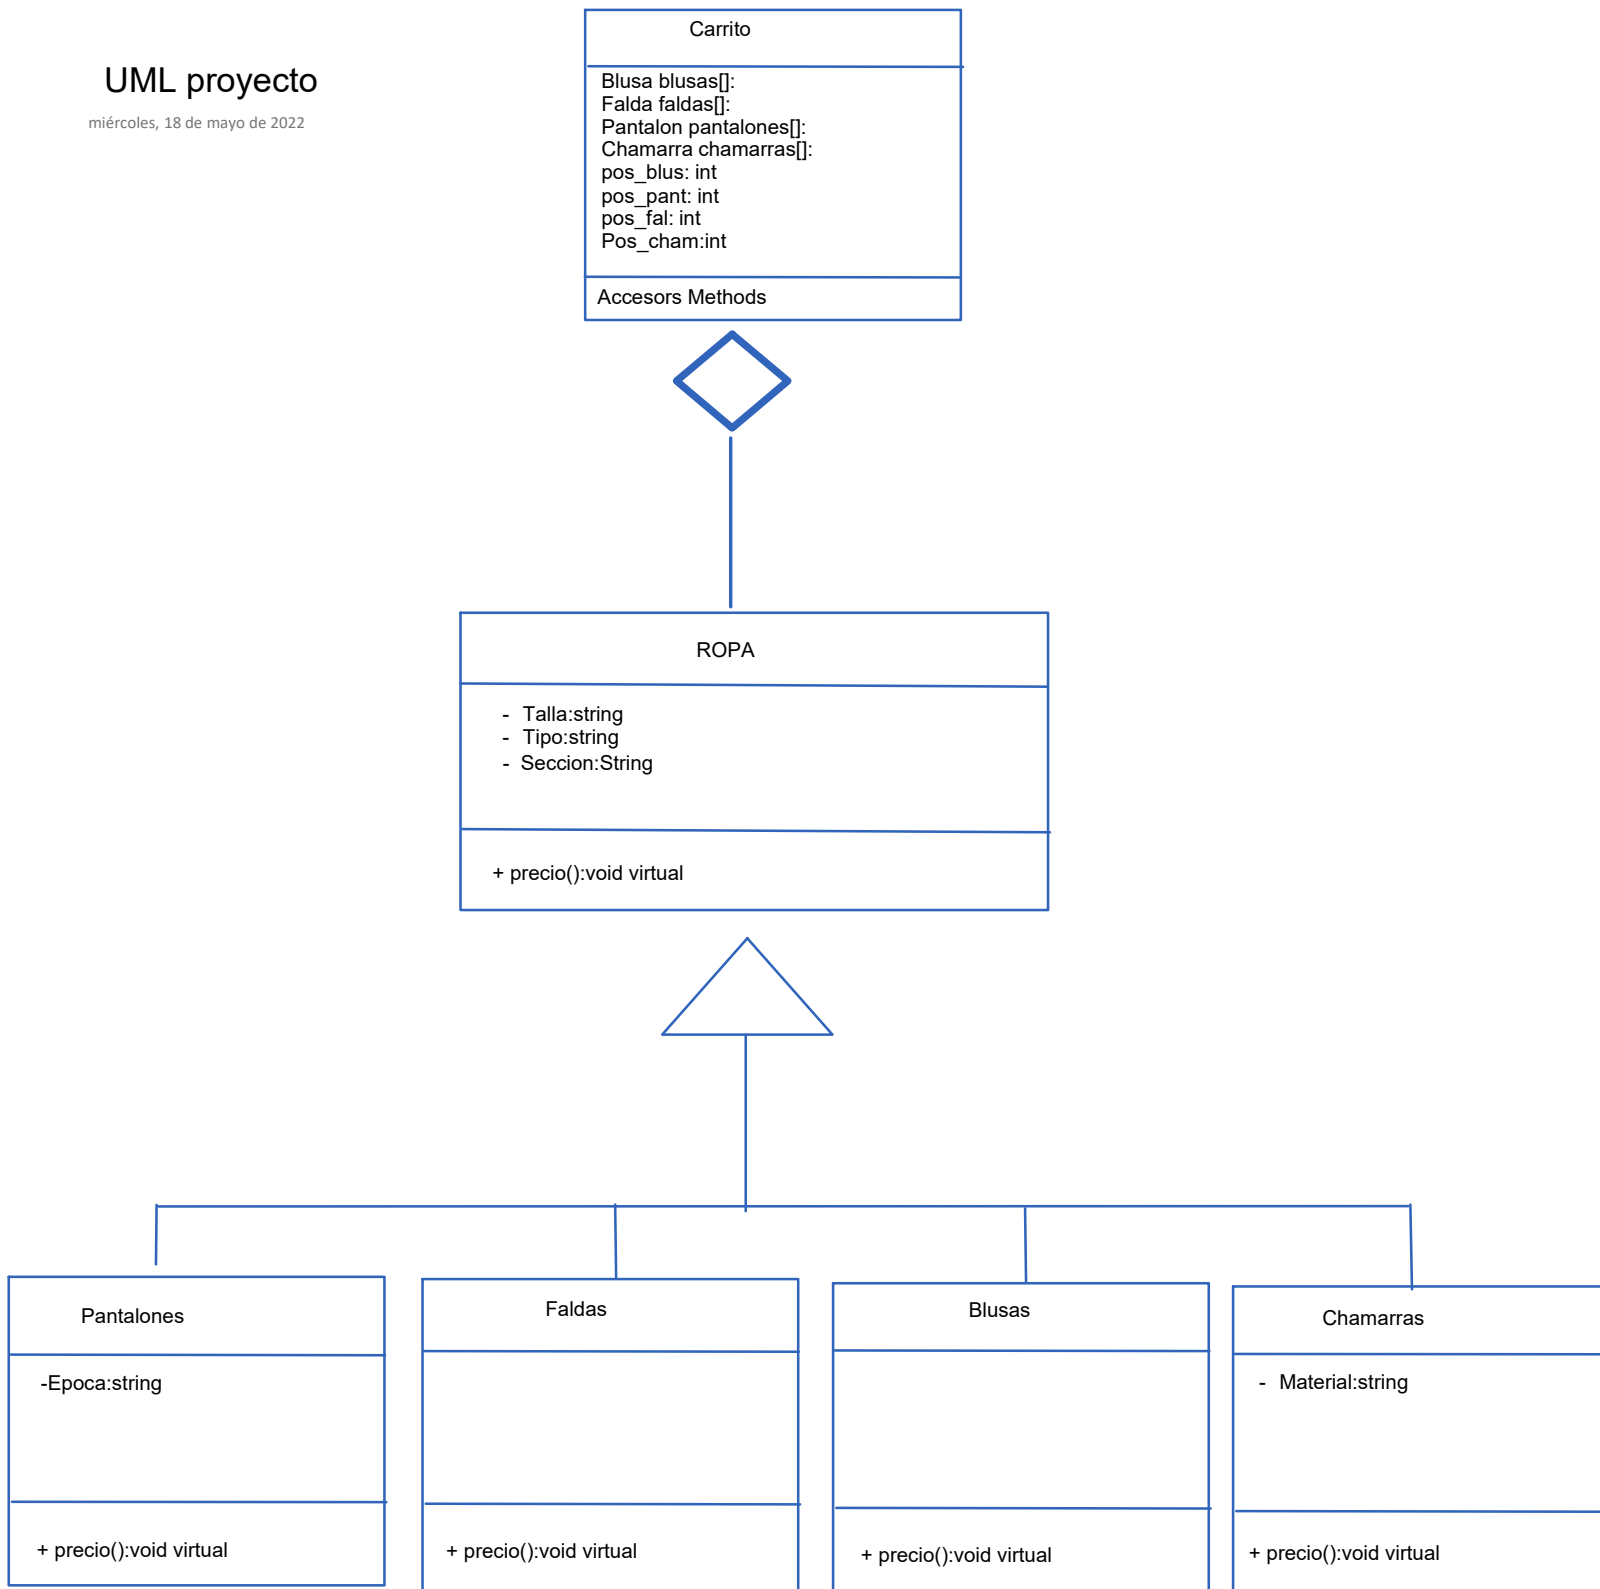 UML proyecto
miércoles, 18 de mayo de 2022
Carrito
Blusa blusas[]:
Falda faldas[]:
Pantalon pantalones[]:
Chamarra chamarras[]:
pos_blus: int
pos_pant: int
pos_fal: int
Pos_cham:int
Accesors Methods
ROPA
- Talla:string
- Tipo:string
- Seccion:String
+ precio():void virtual
Pantalones
-Epoca:string
+ precio():void virtual
Faldas
+ precio():void virtual
Blusas
+ precio():void virtual
Chamarras
- Material:string
+ precio():void virtual